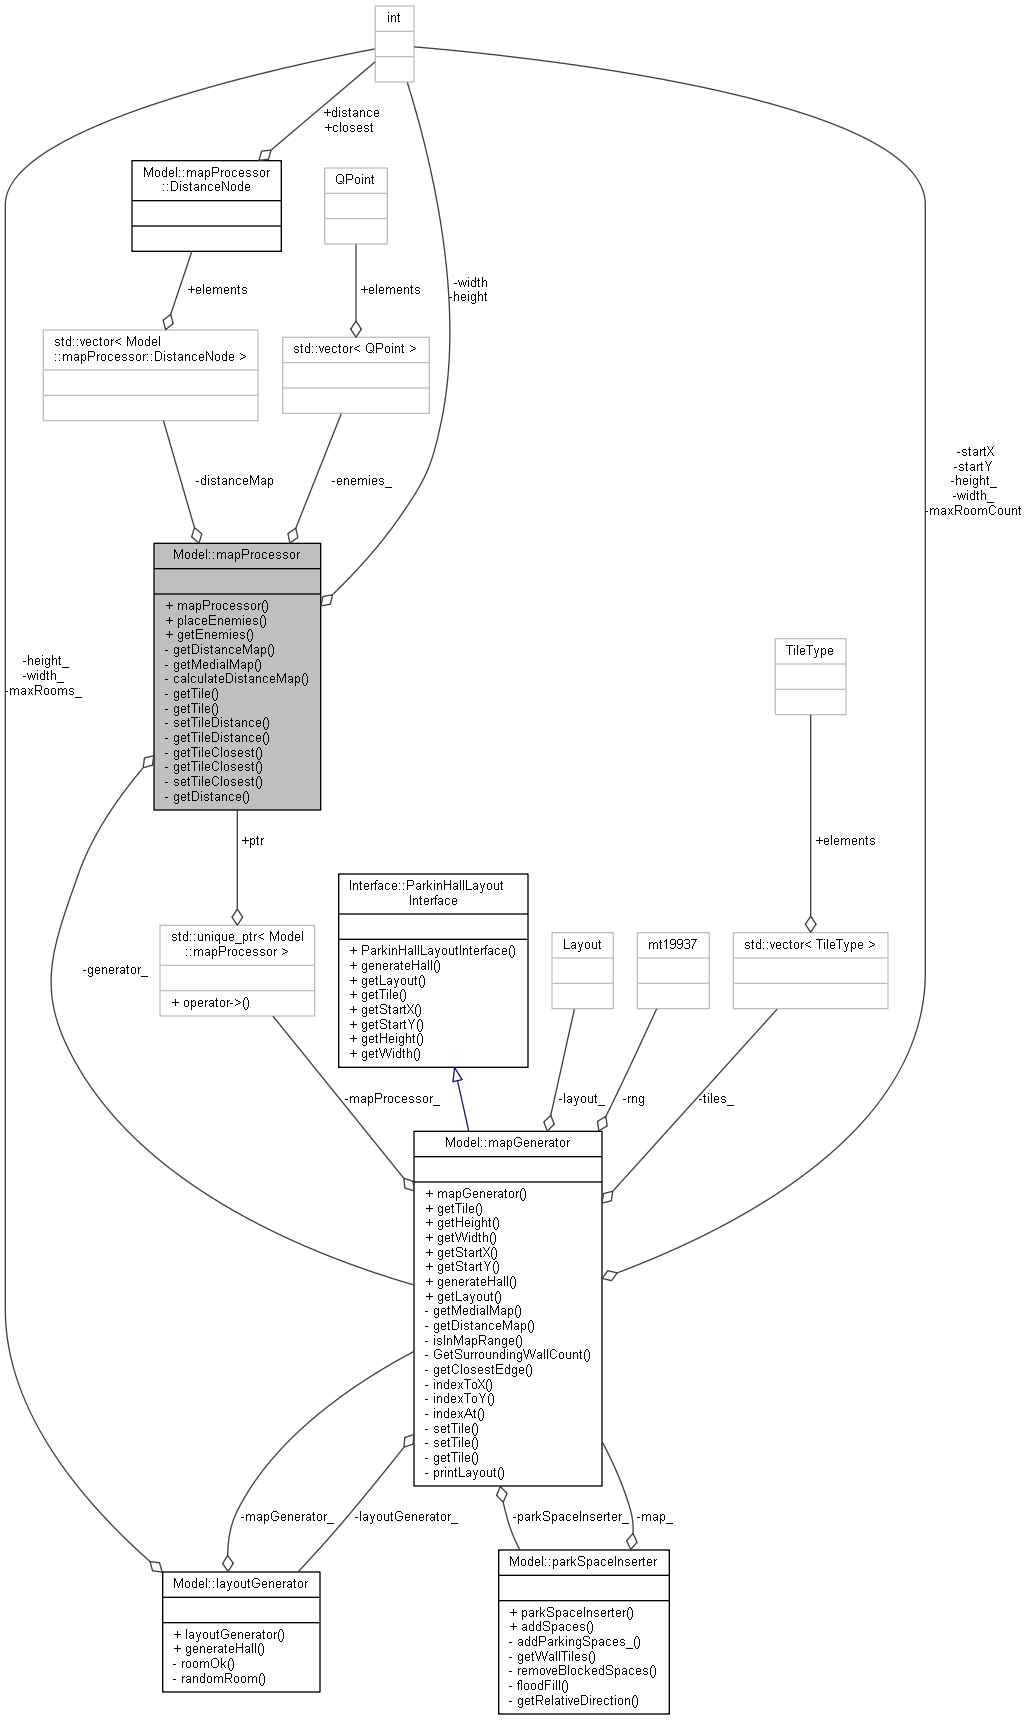 int
+distance
+closest
Model::mapProcessor
::DistanceNode
QPoint
-width
-height
+elements
+elements
std::vector< Model
::mapProcessor::DistanceNode >
std::vector< QPoint >
-startX
-startY
-height_
-width_
-maxRoomCount
-distanceMap
-enemies_
Model::mapProcessor
+ mapProcessor()
+ placeEnemies()
+ getEnemies()
- getDistanceMap()
- getMedialMap()
- calculateDistanceMap()
- getTile()
- getTile()
- setTileDistance()
- getTileDistance()
- getTileClosest()
- getTileClosest()
- setTileClosest()
- getDistance()
-height_
-width_
-maxRooms_
TileType
+ptr
+elements
Interface::ParkinHallLayout
Interface
+ ParkinHallLayoutInterface()
+ generateHall()
+ getLayout()
+ getTile()
+ getStartX()
+ getStartY()
+ getHeight()
+ getWidth()
std::unique_ptr< Model
::mapProcessor >
+ operator->()
Layout
mt19937
std::vector< TileType >
-generator_
-mapProcessor_
-layout_
-rng
-tiles_
Model::mapGenerator
+ mapGenerator()
+ getTile()
+ getHeight()
+ getWidth()
+ getStartX()
+ getStartY()
+ generateHall()
+ getLayout()
- getMedialMap()
- getDistanceMap()
- isInMapRange()
- GetSurroundingWallCount()
- getClosestEdge()
- indexToX()
- indexToY()
- indexAt()
- setTile()
- setTile()
- getTile()
- printLayout()
-mapGenerator_
-layoutGenerator_
-parkSpaceInserter_
-map_
Model::layoutGenerator
+ layoutGenerator()
+ generateHall()
- roomOk()
- randomRoom()
Model::parkSpaceInserter
+ parkSpaceInserter()
+ addSpaces()
- addParkingSpaces_()
- getWallTiles()
- removeBlockedSpaces()
- floodFill()
- getRelativeDirection()